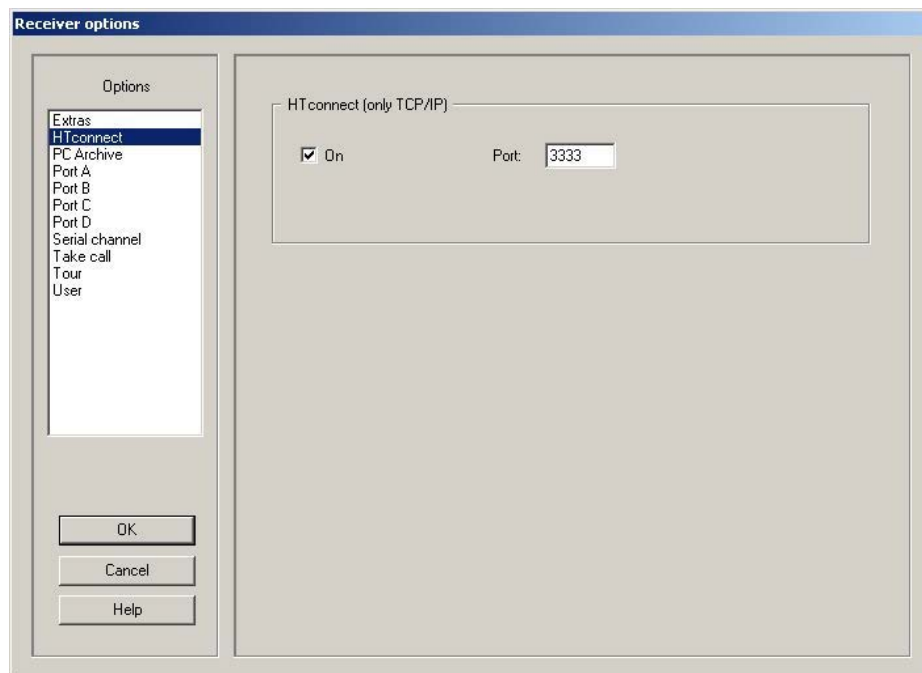 Receiver options
Options
Extras
HTconnect
PC Archive
Port A
Port B
Port C
Port D
Serial channel
Take call
Tour
User
OK
Cancel
Help
HTconnect (only TCP/IP)
On Port: 3333